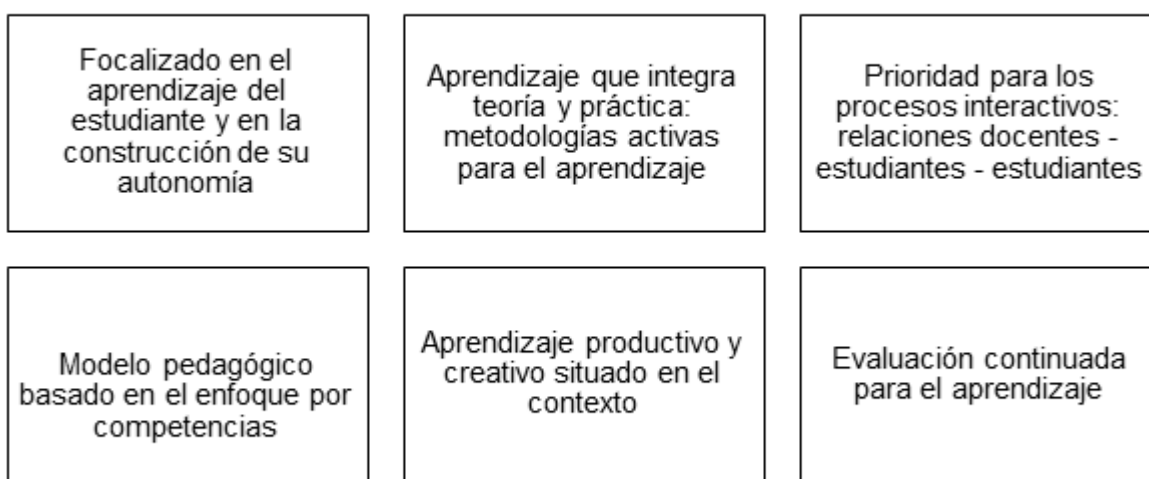 Focalizado en el
aprendizaje del
estudiante y en la
construcción de su
autonomía
Aprendizaje que integra
teoría y práctica:
metodologías activas
para el aprendizaje
Prioridad para los
procesos interactivos:
relaciones docentes -
estudiantes - estudiantes
Modelo pedagógico
basado en el enfoque por
competencias
Aprendizaje productivo y
creativo situado en el
contexto
Evaluación continuada
para el aprendizaje